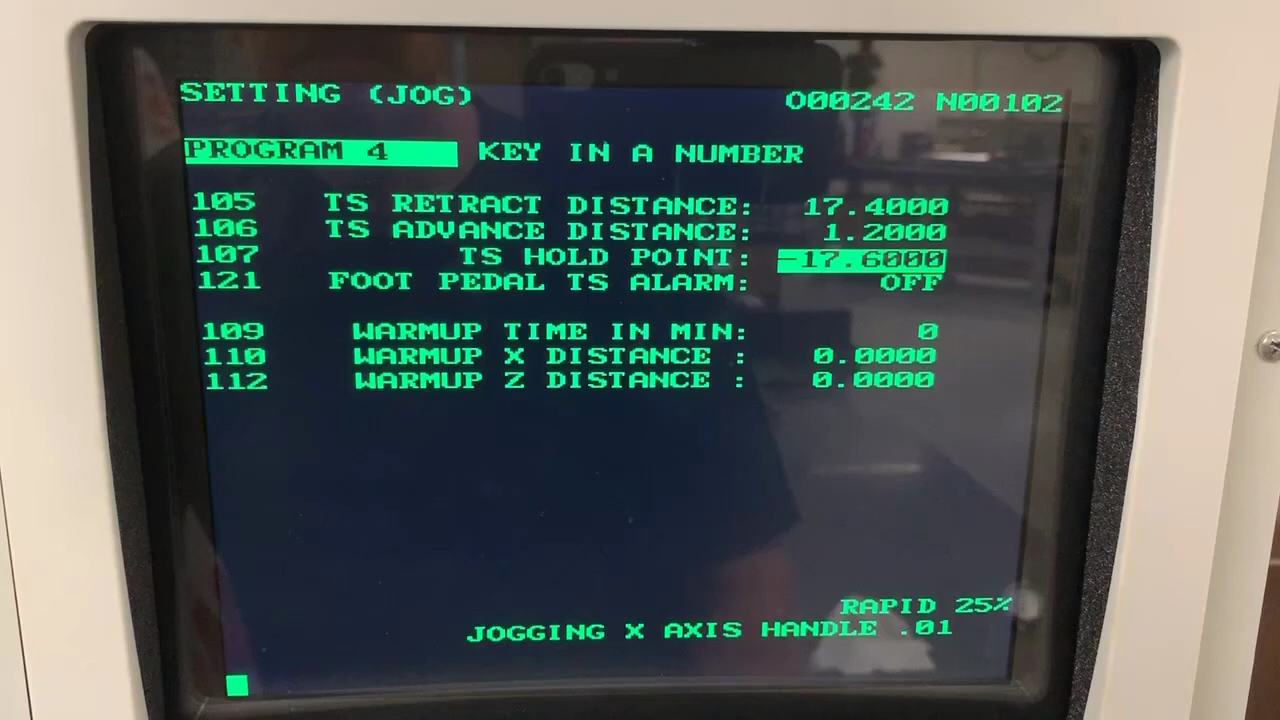 SETTING (JOG) O00242 N00102
PROGRAM 4 KEY IN A NUMBER
105 TS RETRACT DISTANCE: 17.4000
106 TS ADVANCE DISTANCE: 1.2000
107 TS HOLD POINT: -17.6000
121 FOOT PEDAL TS ALARM: OFF
109 WARMUP TIME IN MIN: 0
110 WARMUP X DISTANCE : 0.0000
112 WARMUP Z DISTANCE : 0.0000
RAPID 25%
JOGGING X AXIS HANDLE .01